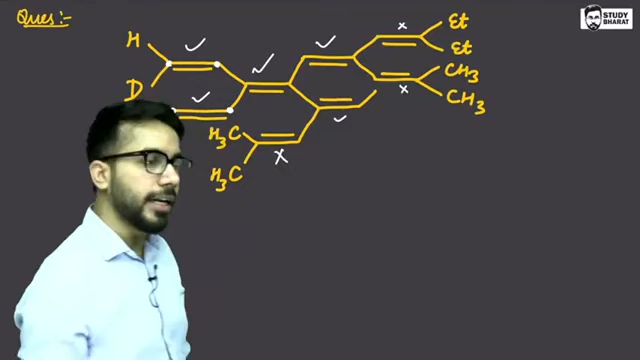 Ques :-
STUDY
BHARAT
H
D
Et
Et
CH3
CH3
H3C
H3C